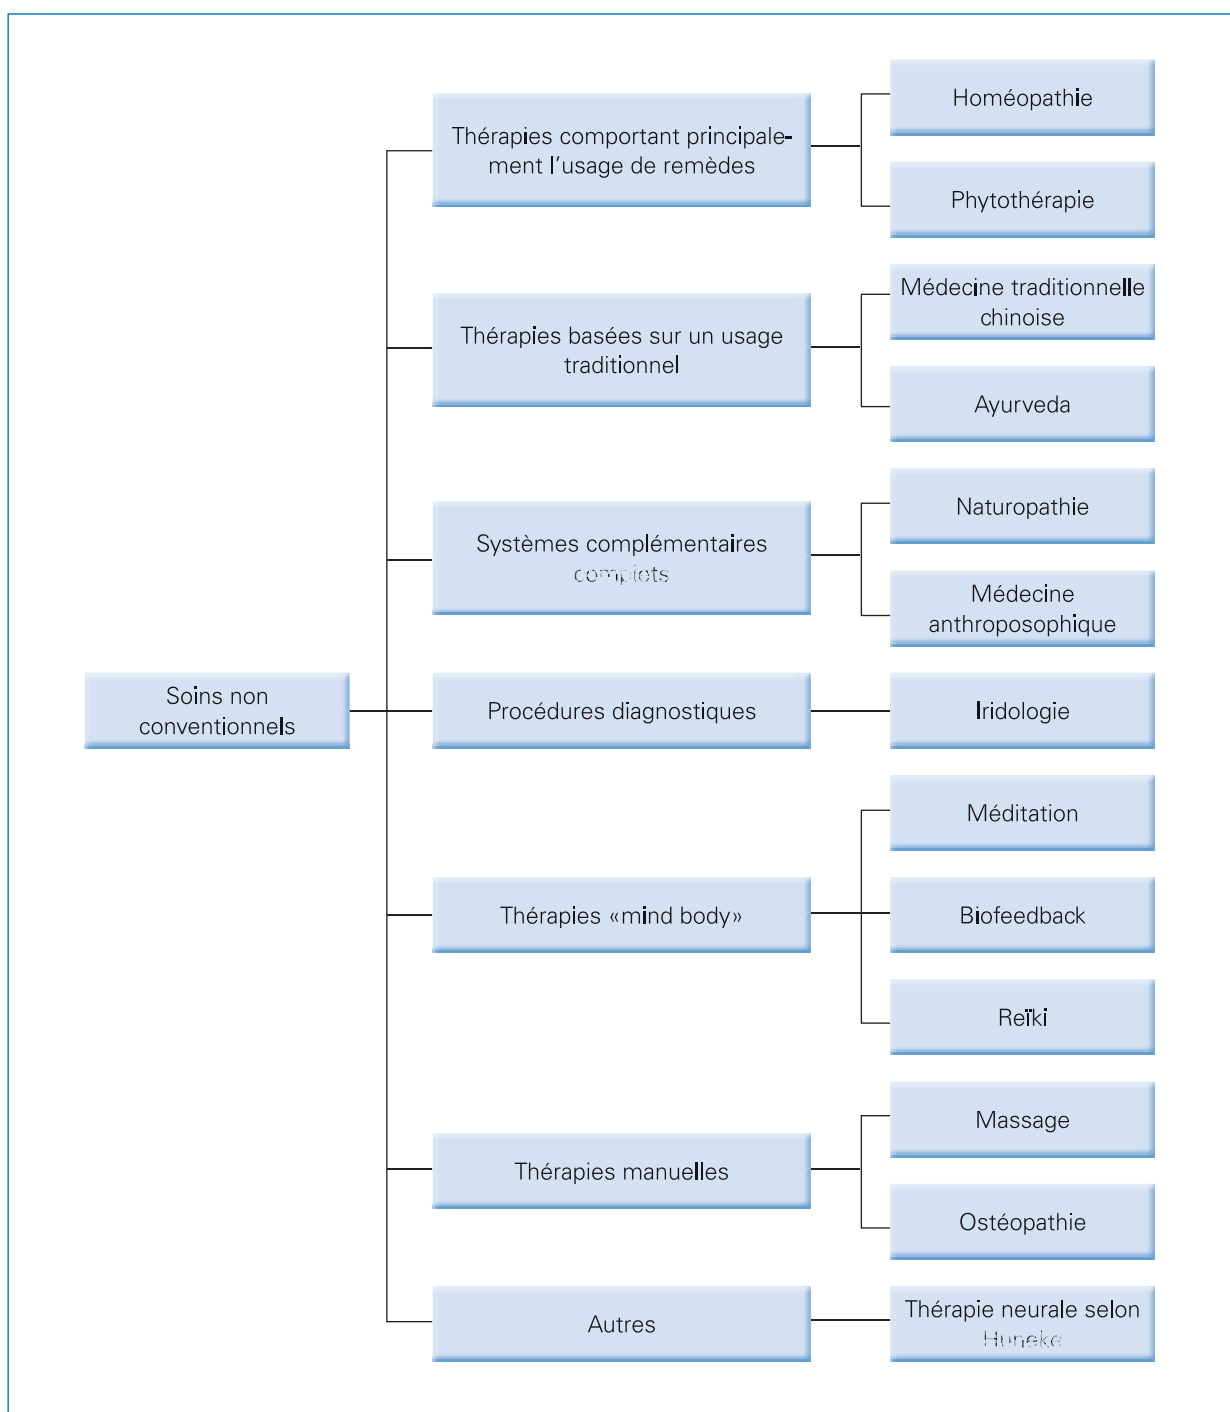 Soins non
conventionnels
Thérapies comportant principale-
ment l'usage de remèdes
Homéopathie
Phytothérapie
Thérapies basées sur un usage
traditionnel
Médecine traditionnelle
chinoise
Ayurveda
Systèmes complémentaires
complets
Naturopathie
Médecine
anthroposophique
Procédures diagnostiques
Iridologie
Thérapies «mind body»
Méditation
Biofeedback
Reïki
Thérapies manuelles
Massage
Ostéopathie
Autres
Thérapie neurale selon
Huneke